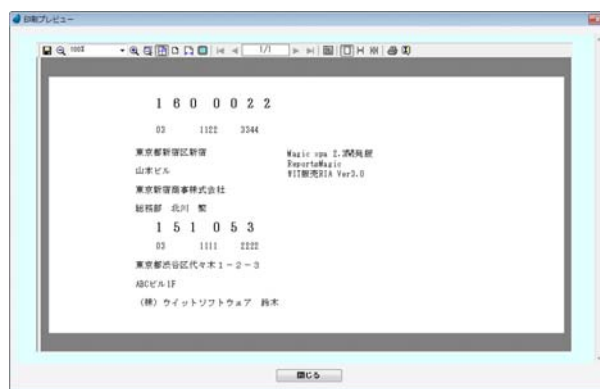 印刷プレビュー
100%
1/1
1 6 0 0 0 2 2
03 1122 3344
東京都新宿区新宿
山本ビル
東京新宿商事株式会社
総務部 北川 繁
Magic xpa 2.3開発版
ReportsMagic
WIT販売RIA Ver3.0
1 5 1 0 5 3
03 1111 2222
東京都渋谷区代々木1-2-3
ABCビル1F
(株)ウイットソフトウェア 鈴木
閉じる